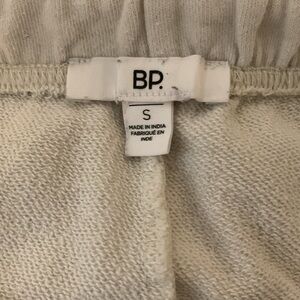 BP.
S
MADE IN INDIA
FABRIQUÉ EN
INDE